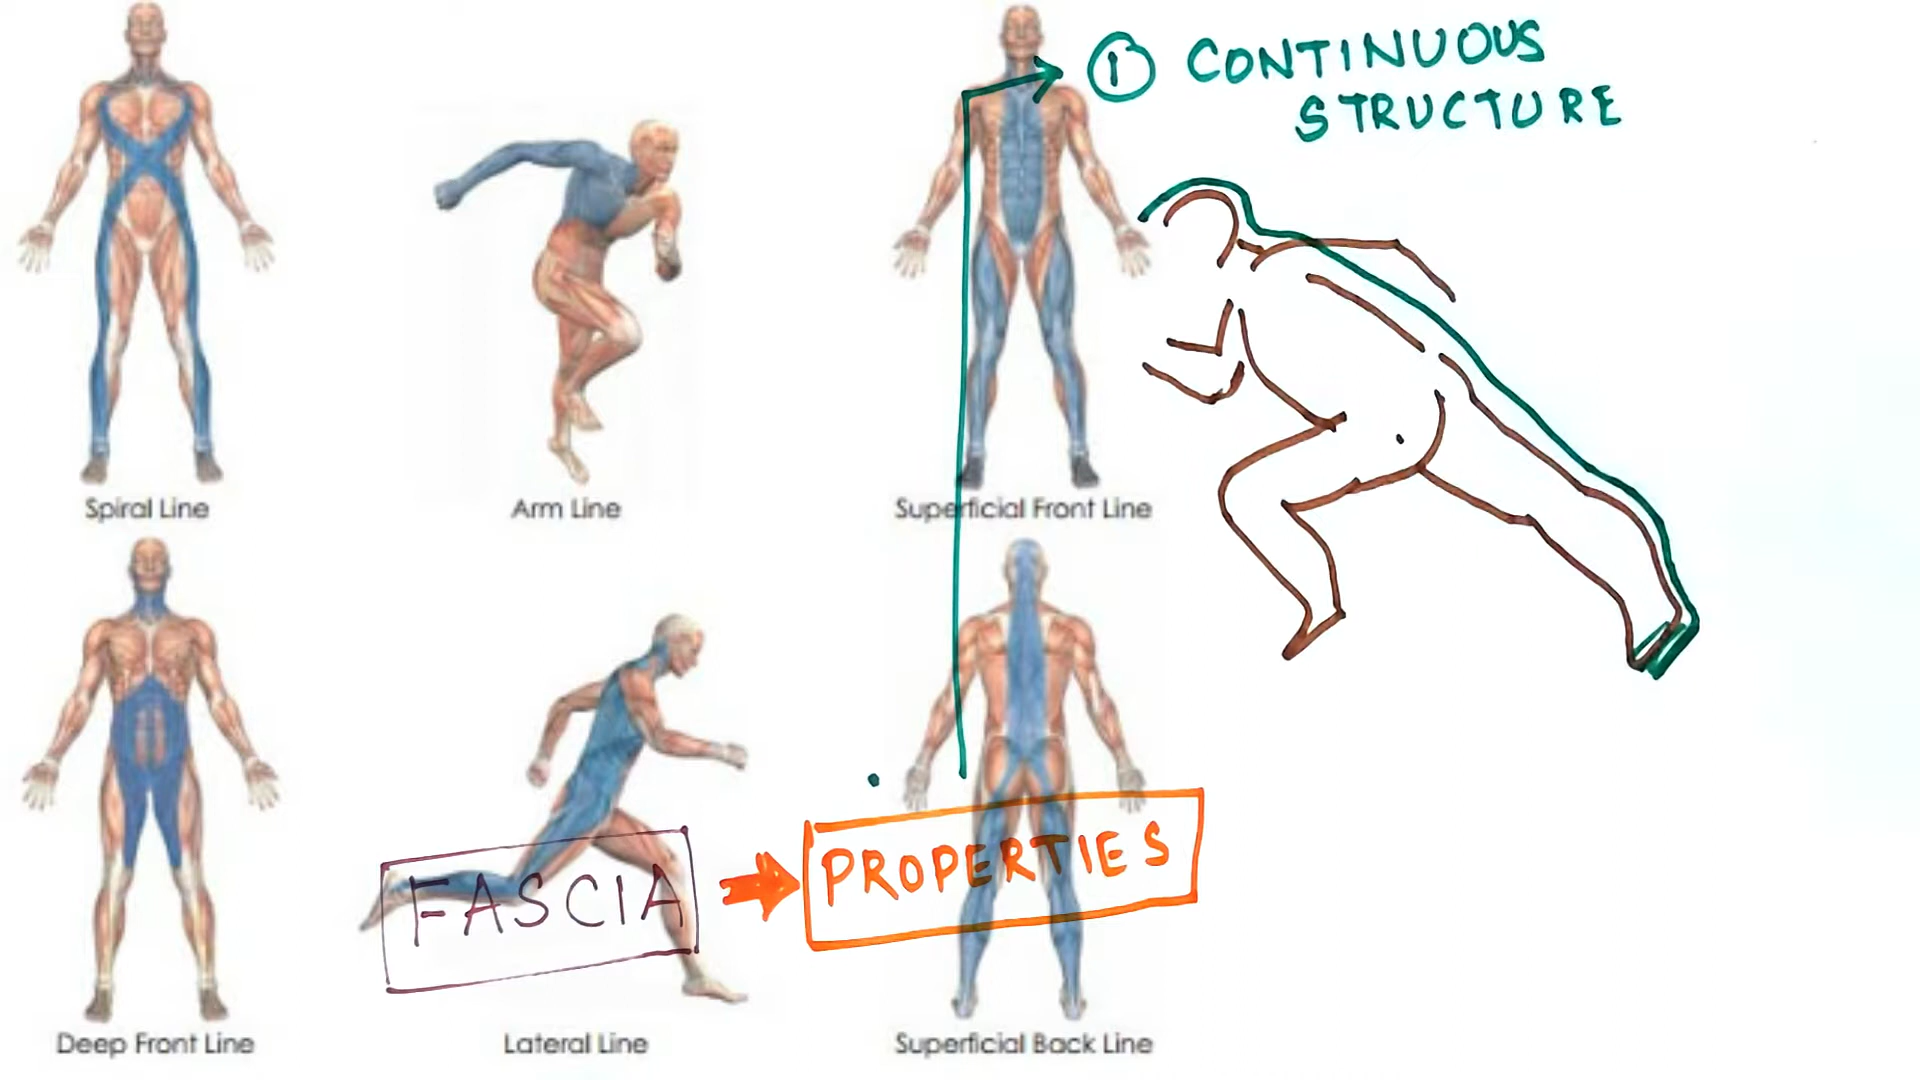 ① CONTINUOUS
STRUCTURE
Spiral Line
Arm Line
Superficial Front Line
FASCIA
PROPERTIES
Deep Front Line
Lateral Line
Superficial Back Line